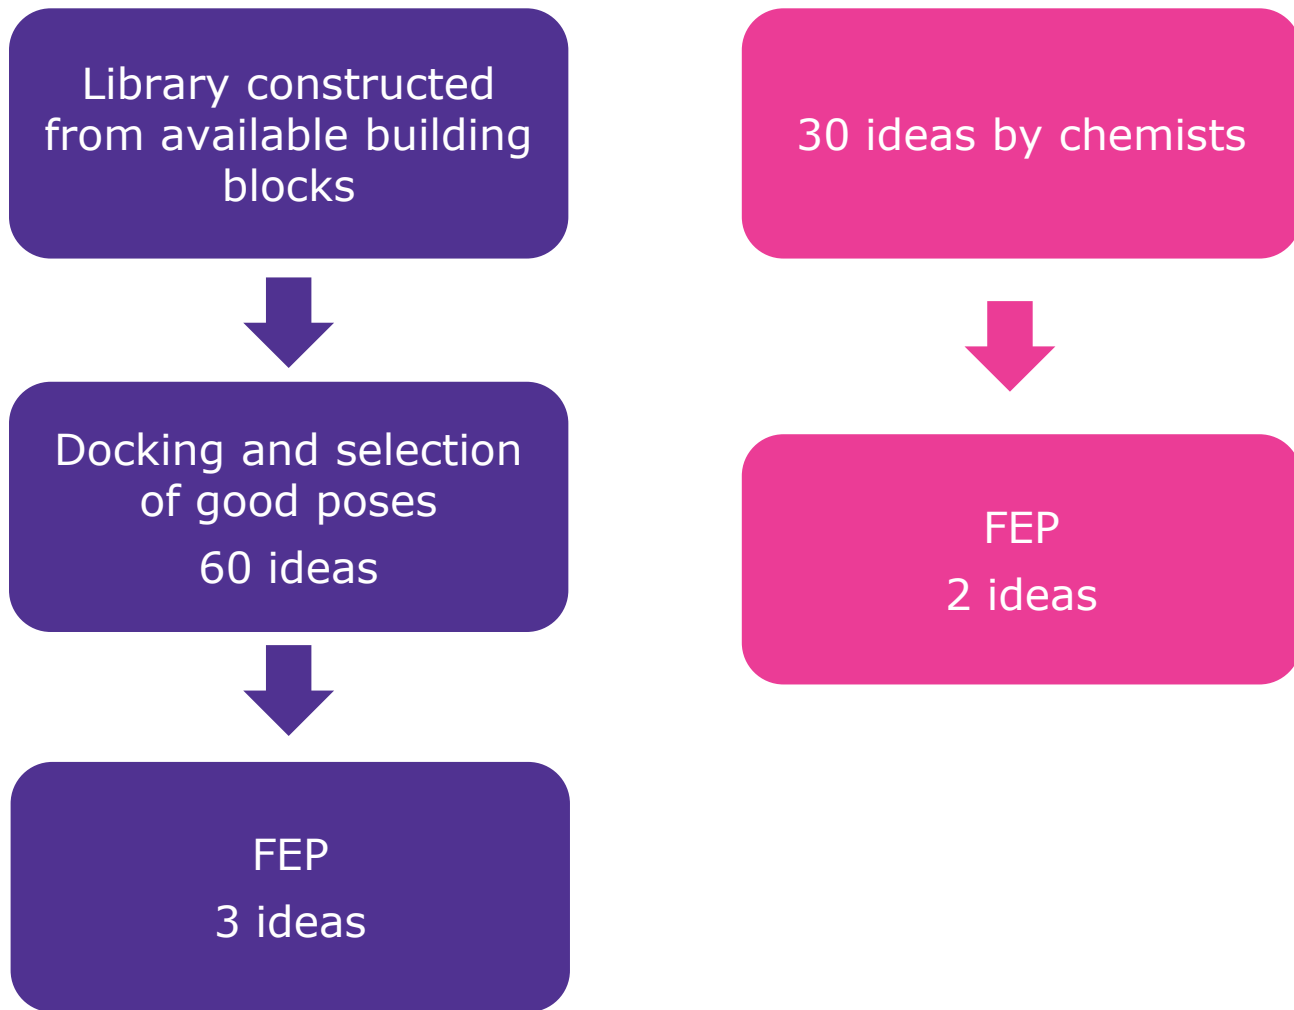 Library constructed
from available building
blocks
Docking and selection
of good poses
60 ideas
FEP
3 ideas
30 ideas by chemists
FEP
2 ideas